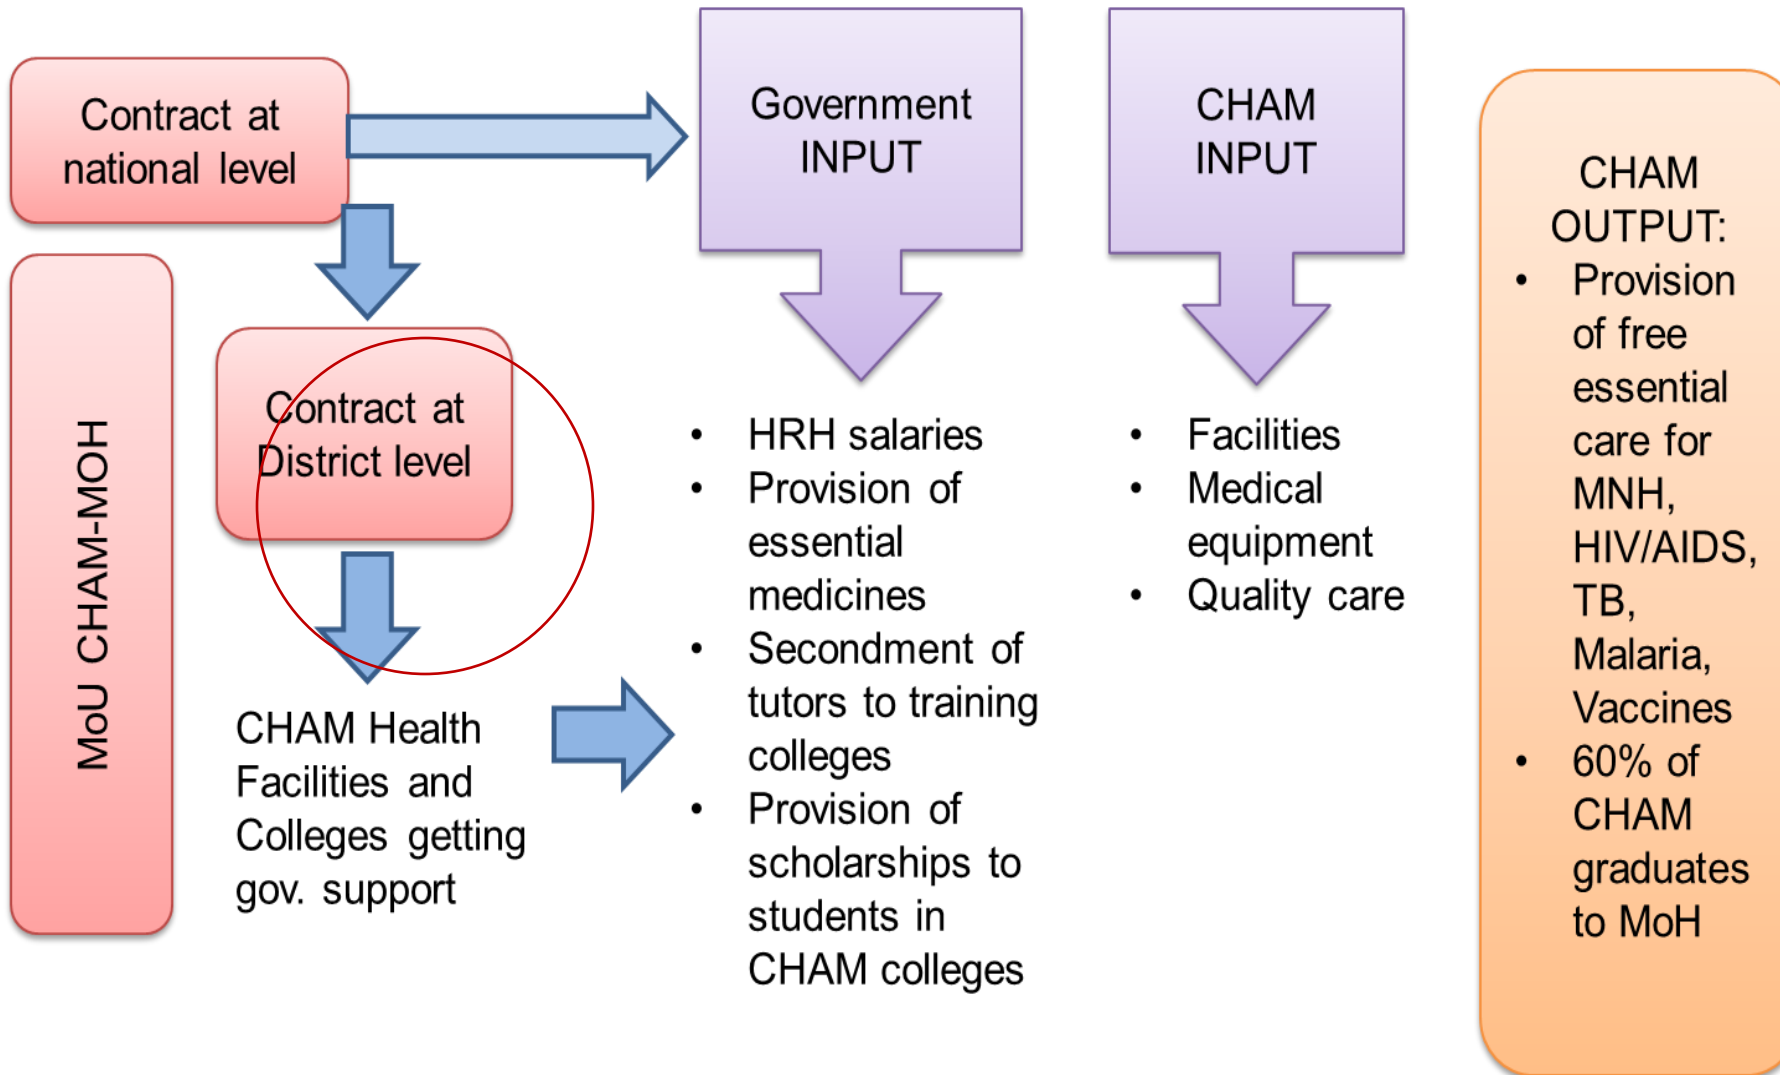 Contract at
national level
MoU CHAM-MOH
Contract at
District level
CHAM Health
Facilities and
Colleges getting
gov. support
Government
INPUT
• HRH salaries
• Provision of
essential
medicines
• Secondment of
tutors to training
colleges
• Provision of
scholarships to
students in
CHAM colleges
CHAM
INPUT
• Facilities
• Medical
equipment
• Quality care
CHAM
OUTPUT:
• Provision
of free
essential
care for
MNH,
HIV/AIDS,
TB,
Malaria,
Vaccines
• 60% of
CHAM
graduates
to MoH